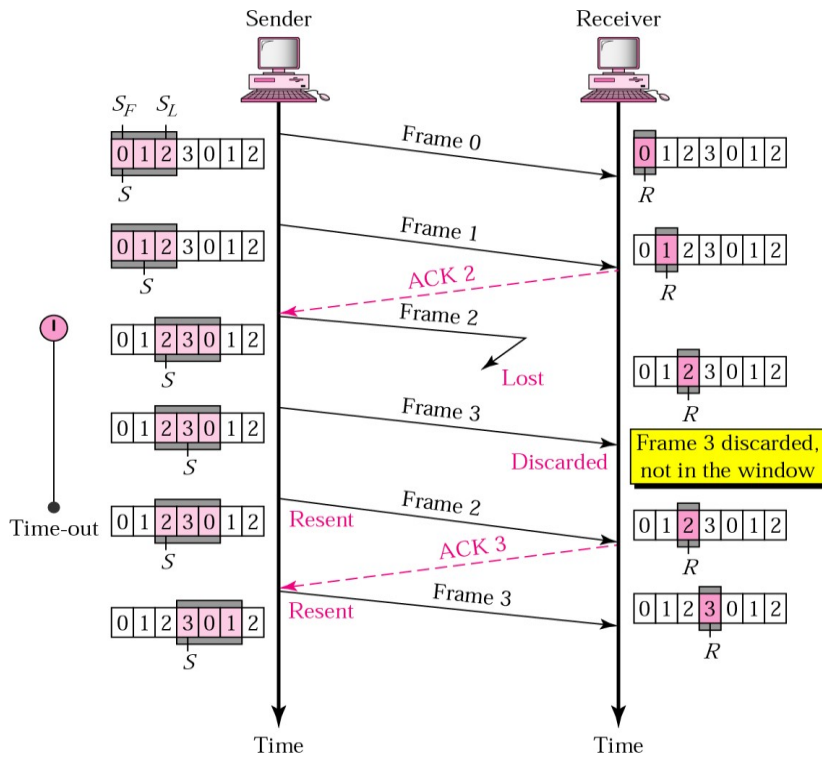 Sender
Receiver
S_F S_L
0 1 2 3 0 1 2
S
Frame 0
0 1 2 3 0 1 2
R
0 1 2 3 0 1 2
S
Frame 1
0 1 2 3 0 1 2
R
ACK 2
0 1 2 3 0 1 2
S
Frame 2
Lost
0 1 2 3 0 1 2
R
0 1 2 3 0 1 2
S
Frame 3
Discarded
Frame 3 discarded,
not in the window
Time-out
0 1 2 3 0 1 2
S
Resent
Frame 2
0 1 2 3 0 1 2
R
ACK 3
0 1 2 3 0 1 2
S
Resent
Frame 3
0 1 2 3 0 1 2
R
Time
Time